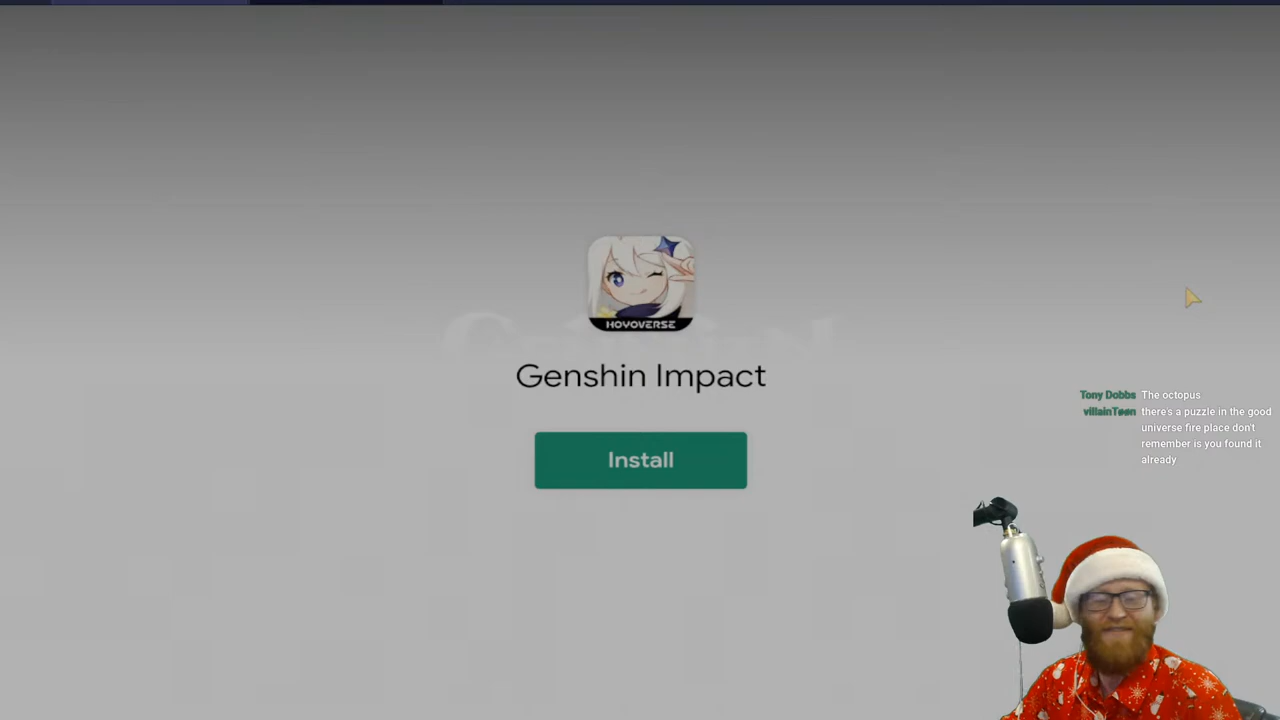 HOYOVERSE
Genshin Impact
Install
Tony Dobbs The octopus
villainTøøn there's a puzzle in the good
universe fire place don't
remember is you found it
already